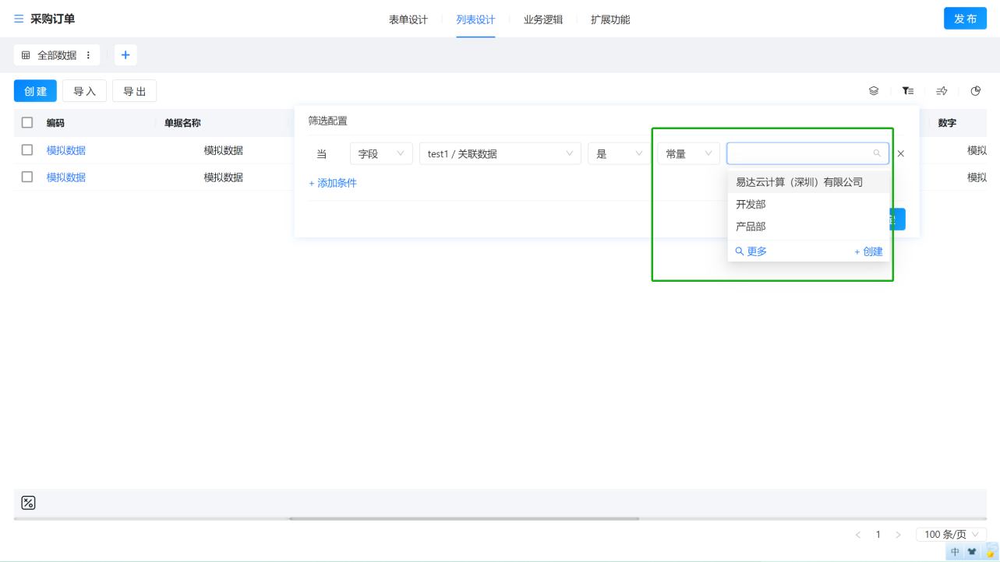 采购订单
表单设计 列表设计 业务逻辑 扩展功能 发 布
全部数据 +
创 建 导 入 导 出
编码 单据名称 数字
模拟数据 模拟数据 模拟
模拟数据 模拟数据 模拟
筛选配置
当 字段 test1 / 关联数据 是 常量
+ 添加条件
易达云计算（深圳）有限公司
开发部
产品部
更多 + 创建
< 1 > 100 条/页
中